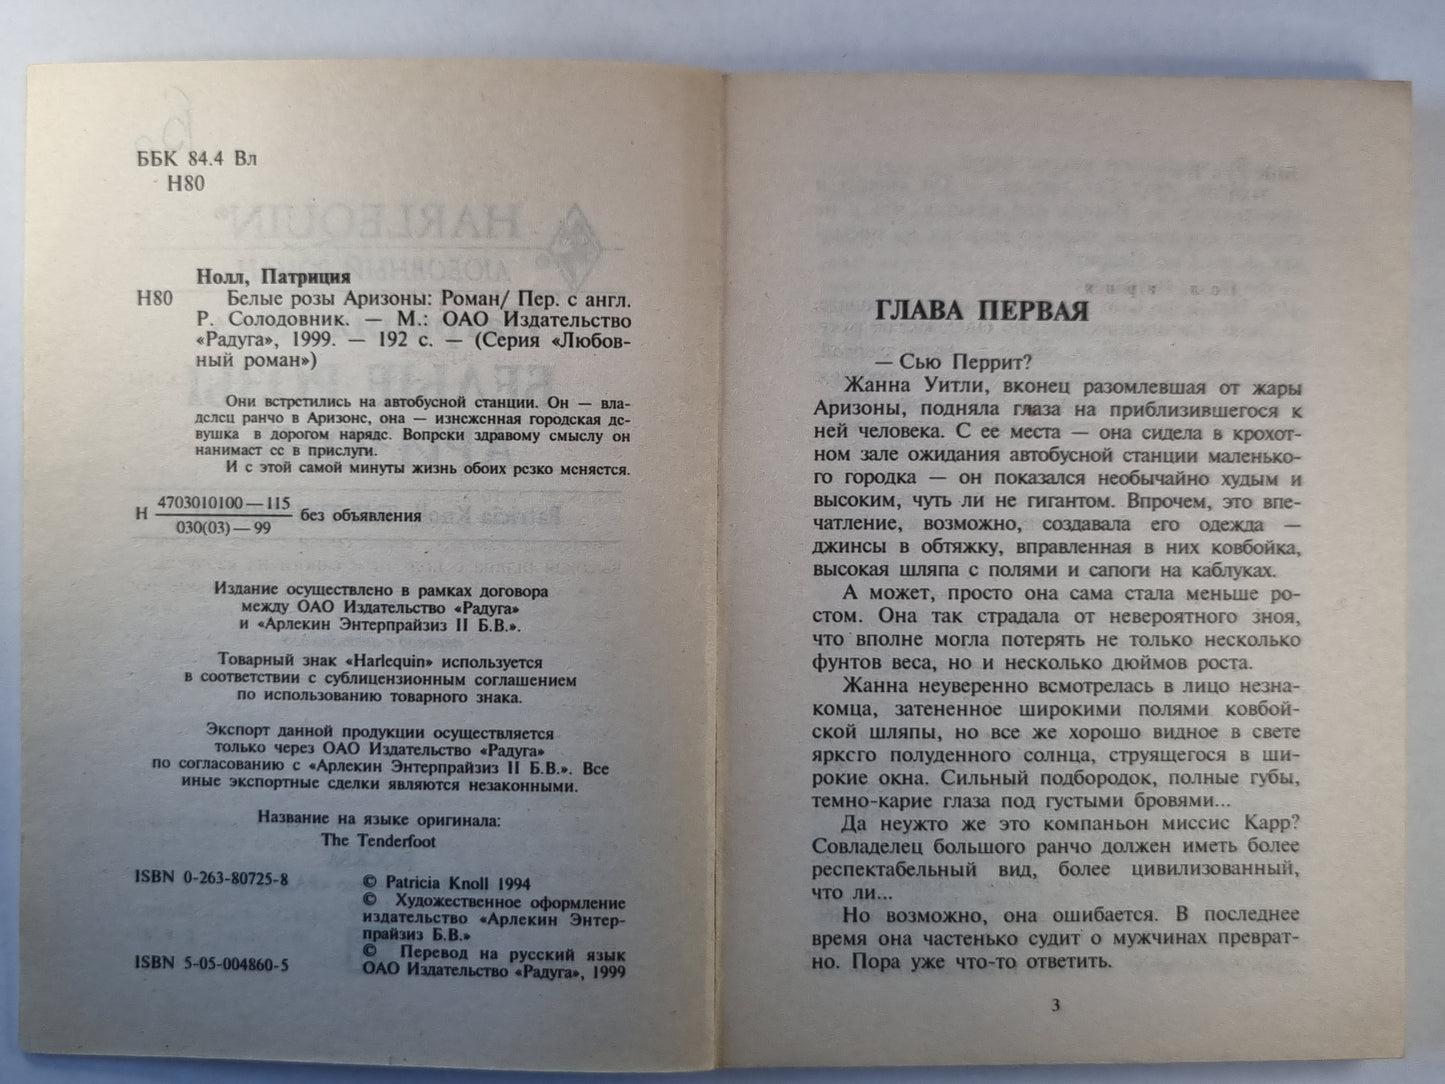 ББК 84.4 Вл
Н80
Нолл, Патриция
Н80 Белые розы Аризоны: Роман/ Пер. с англ.
Р. Солодовник. — М.: ОАО Издательство
«Радуга», 1999. — 192 с. — (Серия «Любов-
ный роман»)
Они встретились на автобусной станции. Он — вла-
делец ранчо в Аризоне, она — изнеженная городская де-
вушка в дорогом наряде. Вопреки здравому смыслу он
нанимает ее в прислуги.
И с этой самой минуты жизнь обоих резко меняется.
Н 4703010100—115
030(03)—99 без объявления
Издание осуществлено в рамках договора
между ОАО Издательство «Радуга»
и «Арлекин Энтерпрайзиз II Б.В.».
Товарный знак «Harlequin» используется
в соответствии с сублицензионным соглашением
по использованию товарного знака.
Экспорт данной продукции осуществляется
только через ОАО Издательство «Радуга»
по согласованию с «Арлекин Энтерпрайзиз II Б.В.». Все
иные экспортные сделки являются незаконными.
Название на языке оригинала:
The Tenderfoot
ISBN 0-263-80725-8 © Patricia Knoll 1994
© Художественное оформление
издательство «Арлекин Энтер-
прайзиз Б.В.»
© Перевод на русский язык
ISBN 5-05-004860-5 ОАО Издательство «Радуга», 1999
ГЛАВА ПЕРВАЯ
— Сью Перрит?
Жанна Уитли, вконец разомлевшая от жары
Аризоны, подняла глаза на приблизившегося к
ней человека. С ее места — она сидела в крохот-
ном зале ожидания автобусной станции маленько-
го городка — он показался необычайно худым и
высоким, чуть ли не гигантом. Впрочем, это впе-
чатление, возможно, создавала его одежда —
джинсы в обтяжку, вправленная в них ковбойка,
высокая шляпа с полями и сапоги на каблуках.
А может, просто она сама стала меньше ро-
стом. Она так страдала от невероятного зноя,
что вполне могла потерять не только несколько
фунтов веса, но и несколько дюймов роста.
Жанна неуверенно всмотрелась в лицо незна-
комца, затененное широкими полями ковбой-
ской шляпы, но все же хорошо видное в свете
яркого полуденного солнца, струящегося в ши-
рокие окна. Сильный подбородок, полные губы,
темно-карие глаза под густыми бровями...
Да неужто же это компаньон миссис Карр?
Совладелец большого ранчо должен иметь более
респектабельный вид, более цивилизованный,
что ли...
Но возможно, она ошибается. В последнее
время она частенько судит о мужчинах преврат-
но. Пора уже что-то ответить.
3